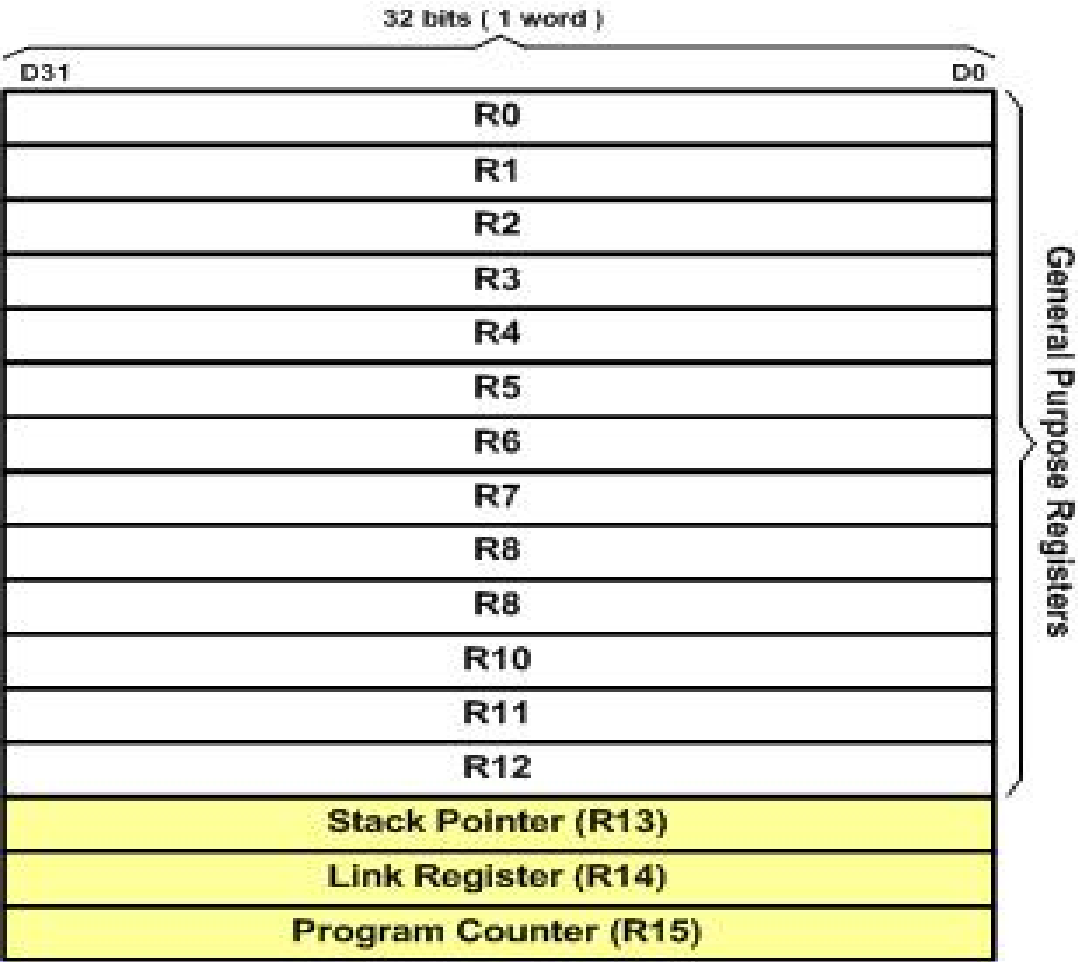 32 bits ( 1 word )
D31 D0
R0
R1
R2
R3
R4
R5
R6
R7
R8
R8
R10
R11
R12
General Purpose Registers
Stack Pointer (R13)
Link Register (R14)
Program Counter (R15)